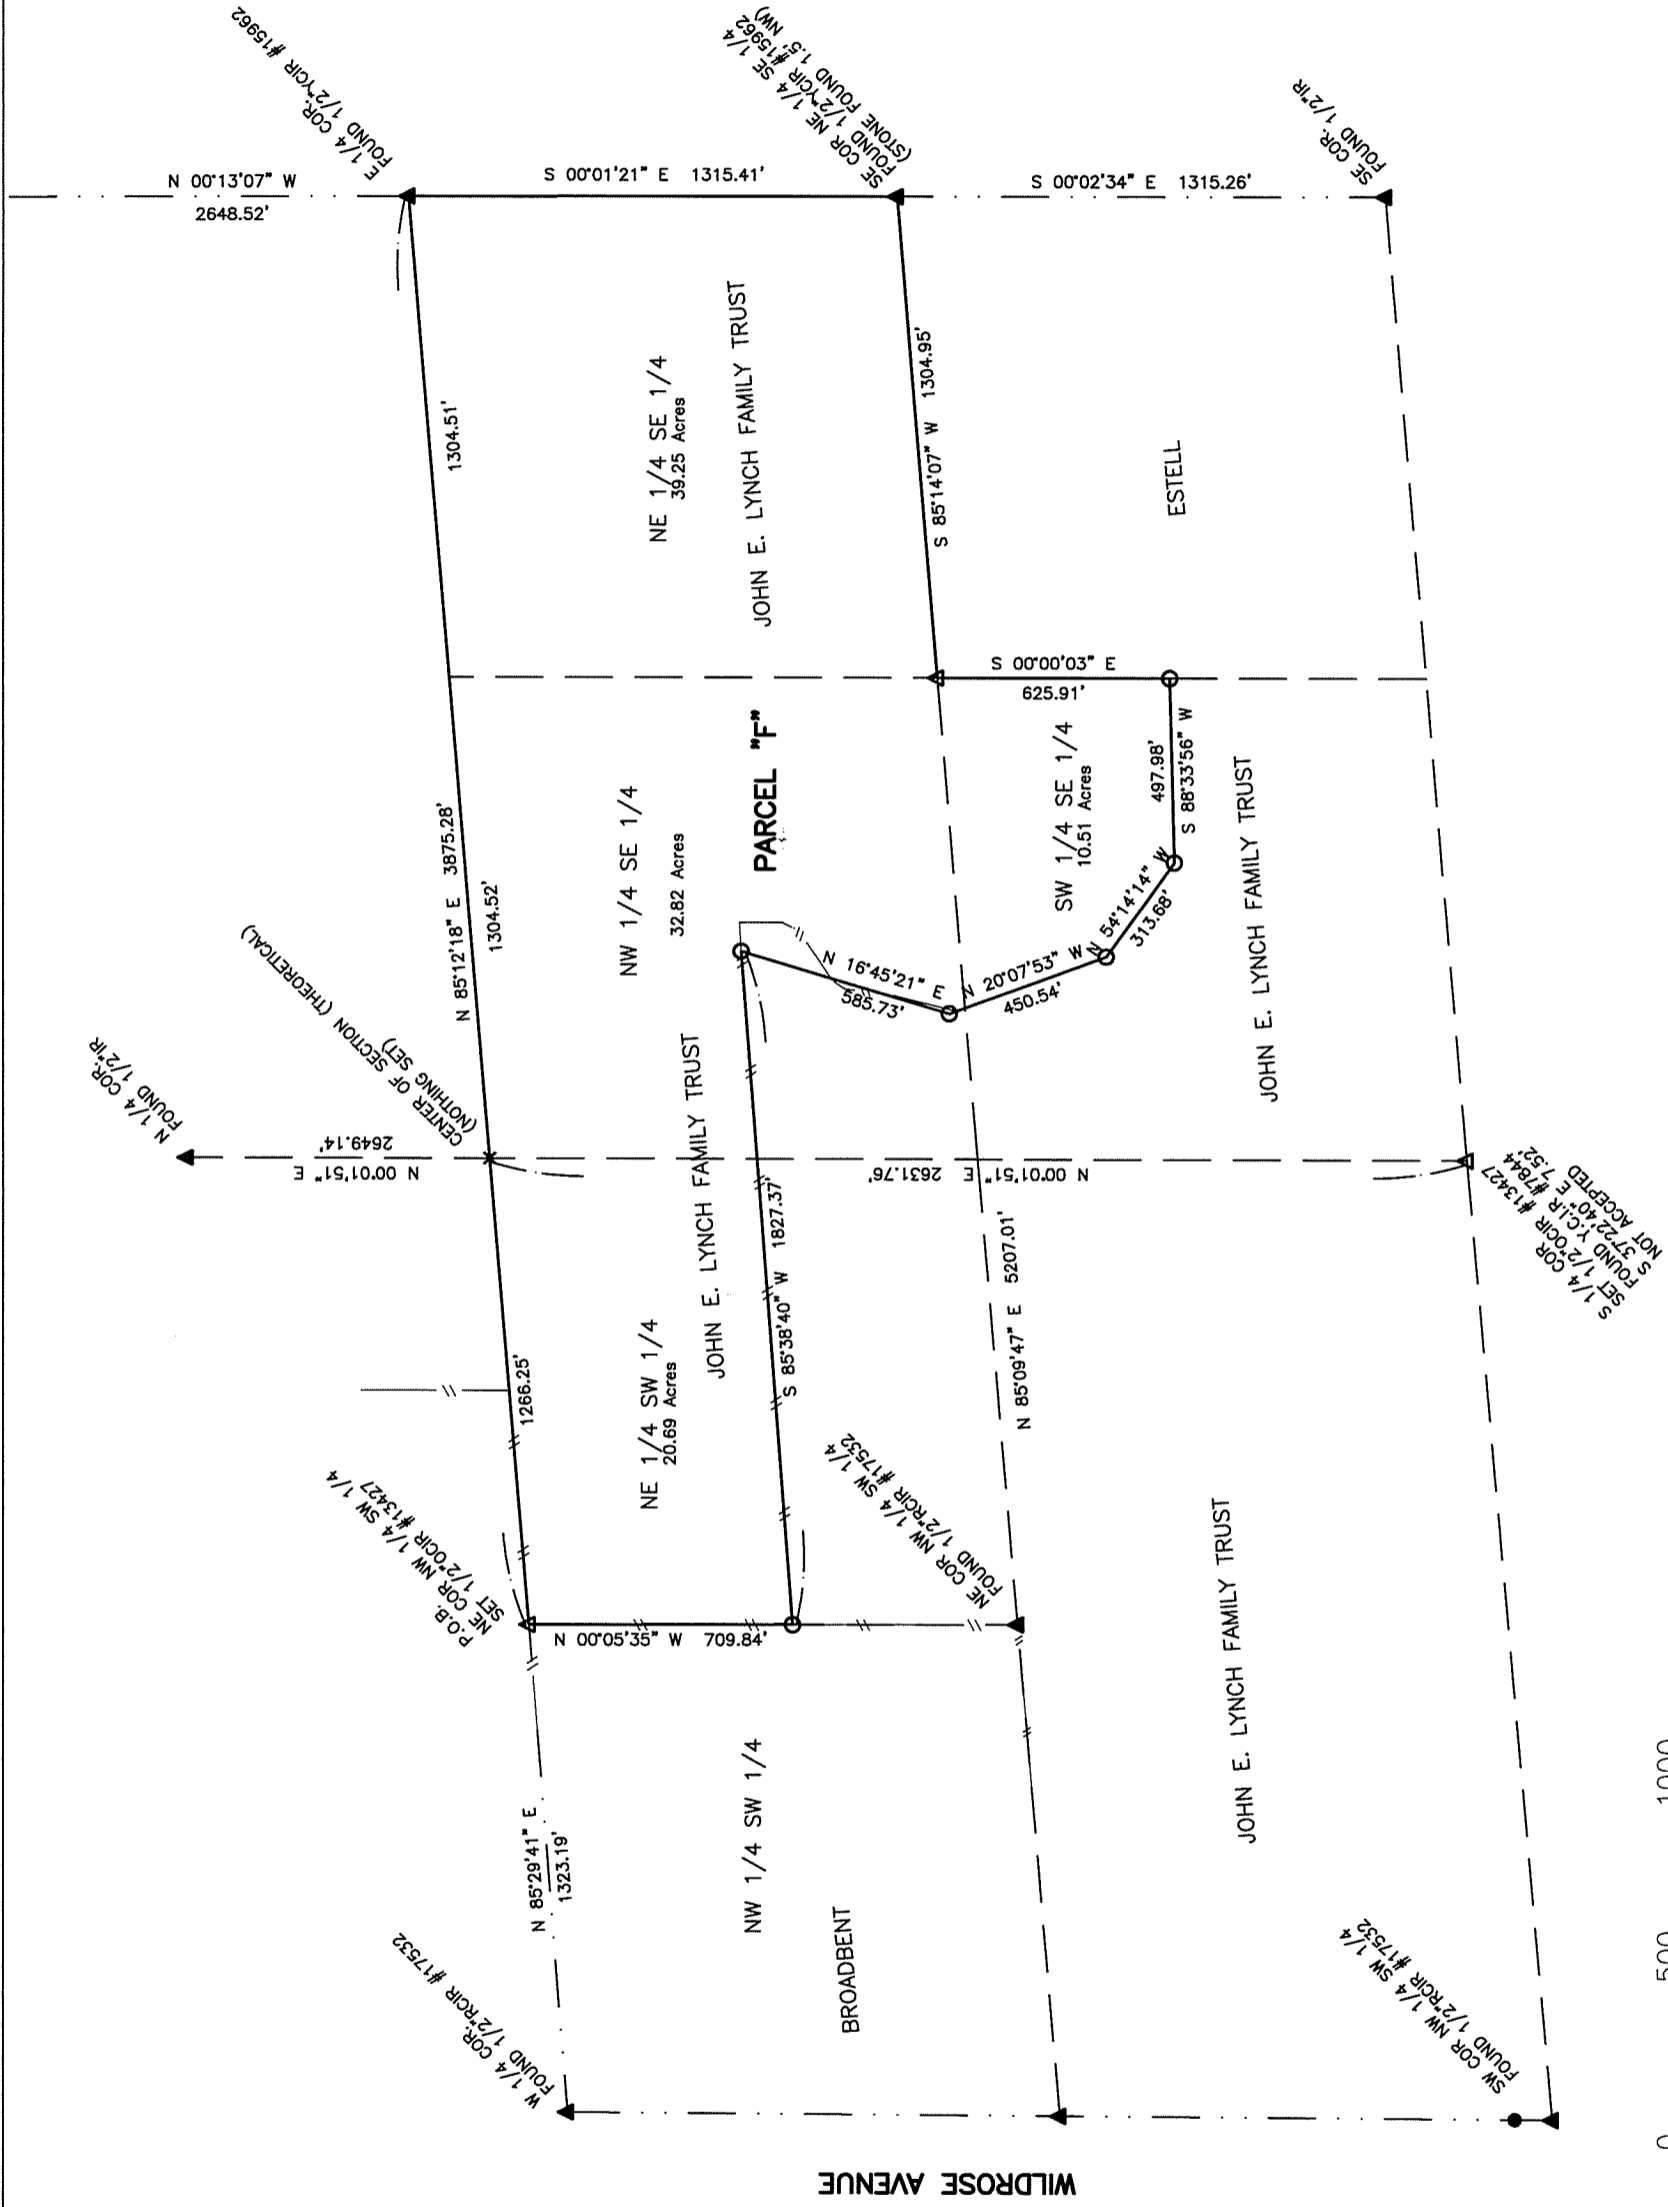 N 00°13'07" W
2648.52'
E 1/4 COR.
FOUND 1/2"YCIR #15962
S 00°01'21" E 1315.41'
SE COR NE 1/4 SE 1/4
FOUND 1/2"YCIR #15962
(STONE FOUND 1.5' NW)
S 00°02'34" E 1315.26'
SE COR.
FOUND 1/2"IR
N 1/4 COR.
FOUND 1/2"IR
N 00°01'51" E
2649.14'
CENTER OF SECTION (THEORETICAL)
(NOTHING SET)
N 85°12'18" E 3875.28'
1304.52'
1304.51'
1266.25'
NE 1/4 SE 1/4
39.25 Acres
JOHN E. LYNCH FAMILY TRUST
S 85°14'07" W 1304.95'
ESTELL
NW 1/4 SE 1/4
32.82 Acres
PARCEL "F"
S 00°00'03" E
625.91'
SW 1/4 SE 1/4
10.51 Acres
497.98'
S 88°33'56" W
N 54°14'14" W
313.68'
N 20°07'53" W
450.54'
N 16°45'21" E
585.73'
JOHN E. LYNCH FAMILY TRUST
JOHN E. LYNCH FAMILY TRUST
N 00°01'51" E 2631.76'
S 85°38'40" W 1827.37'
NE 1/4 SW 1/4
20.69 Acres
N 85°09'47" E 5207.01'
S 1/4 COR
SET 1/2"OCIR #13427
FOUND Y.C.I.R #7844
S 37°22'40" E 7.52'
NOT ACCEPTED
P.O.B.
NE COR NW 1/4 SW 1/4
SET 1/2"OCIR #13427
N 00°05'35" W 709.84'
NE COR NW 1/4 SW 1/4
FOUND 1/2"RCIR #17532
N 85°29'41" E
1323.19'
NW 1/4 SW 1/4
BROADBENT
JOHN E. LYNCH FAMILY TRUST
W 1/4 COR.
FOUND 1/2"RCIR #17532
SW COR NW 1/4 SW 1/4
FOUND 1/2"RCIR #17532
WILDROSE AVENUE
0 500 1000